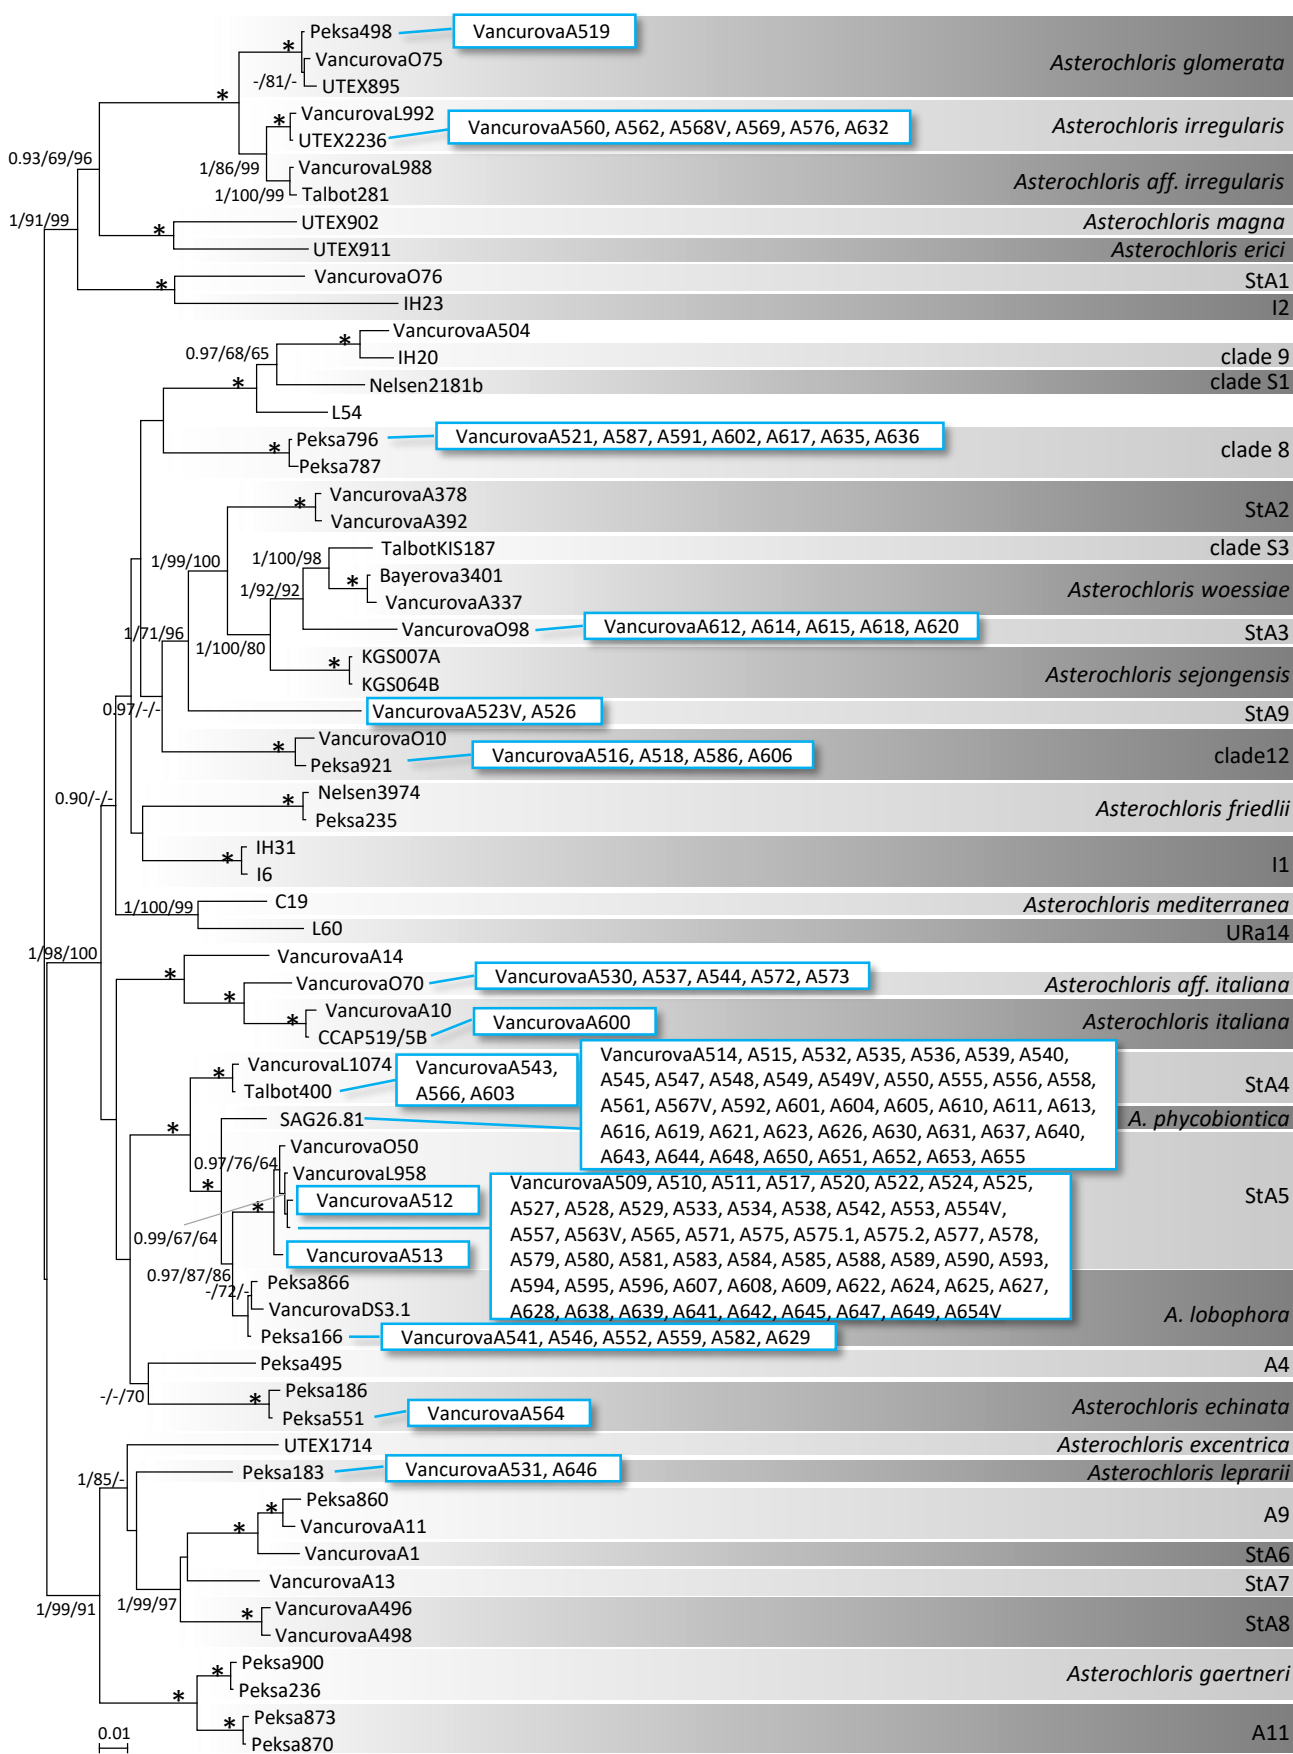 Peksa498
VancurovaA519
*
VancurovaO75
Asterochloris glomerata
-/81/-
UTEX895
*
VancurovaL992
*
UTEX2236
VancurovaA560, A562, A568V, A569, A576, A632
Asterochloris irregularis
0.93/69/96
1/86/99
VancurovaL988
Asterochloris aff. irregularis
1/100/99
Talbot281
1/91/99
UTEX902
Asterochloris magna
*
UTEX911
Asterochloris erici
VancurovaO76
StA1
*
IH23
I2
VancurovaA504
*
0.97/68/65
IH20
clade 9
*
Nelsen2181b
clade S1
L54
Peksa796
VancurovaA521, A587, A591, A602, A617, A635, A636
*
clade 8
Peksa787
VancurovaA378
*
StA2
VancurovaA392
1/99/100
1/100/98
TalbotKIS187
clade S3
*
Bayerova3401
1/92/92
Asterochloris woessiae
VancurovaA337
1/71/96
VancurovaO98
VancurovaA612, A614, A615, A618, A620
StA3
1/100/80
*
KGS007A
Asterochloris sejongensis
KGS064B
0.97/-/-
VancurovaA523V, A526
StA9
VancurovaO10
*
Peksa921
VancurovaA516, A518, A586, A606
clade12
0.90/-/-
Nelsen3974
*
Asterochloris friedlii
Peksa235
IH31
*
I1
I6
1/100/99
C19
Asterochloris mediterranea
L60
URa14
1/98/100
VancurovaA14
*
VancurovaO70
VancurovaA530, A537, A544, A572, A573
Asterochloris aff. italiana
*
VancurovaA10
*
CCAP519/5B
VancurovaA600
Asterochloris italiana
VancurovaL1074
*
Talbot400
VancurovaA543,
A566, A603
StA4
VancurovaA514, A515, A532, A535, A536, A539, A540,
A545, A547, A548, A549, A549V, A550, A555, A556, A558,
A561, A567V, A592, A601, A604, A605, A610, A611, A613,
A616, A619, A621, A623, A626, A630, A631, A637, A640,
A643, A644, A648, A650, A651, A652, A653, A655
SAG26.81
A. phycobiontica
*
VancurovaO50
0.97/76/64
VancurovaL958
*
VancurovaA512
StA5
*
VancurovaA509, A510, A511, A517, A520, A522, A524, A525,
A527, A528, A529, A533, A534, A538, A542, A553, A554V,
A557, A563V, A565, A571, A575, A575.1, A575.2, A577, A578,
A579, A580, A581, A583, A584, A585, A588, A589, A590, A593,
A594, A595, A596, A607, A608, A609, A622, A624, A625, A627,
A628, A638, A639, A641, A642, A645, A647, A649, A654V
0.99/67/64
VancurovaA513
0.97/87/86
Peksa866
-/72/-
VancurovaDS3.1
A. lobophora
Peksa166
VancurovaA541, A546, A552, A559, A582, A629
Peksa495
A4
-/-/70
Peksa186
*
Asterochloris echinata
Peksa551
VancurovaA564
UTEX1714
Asterochloris excentrica
1/85/-
Peksa183
VancurovaA531, A646
Asterochloris leprarii
Peksa860
*
A9
*
VancurovaA11
VancurovaA1
StA6
VancurovaA13
StA7
1/99/91
1/99/97
VancurovaA496
*
StA8
VancurovaA498
Peksa900
*
Asterochloris gaertneri
*
Peksa236
Peksa873
*
A11
0.01
Peksa870